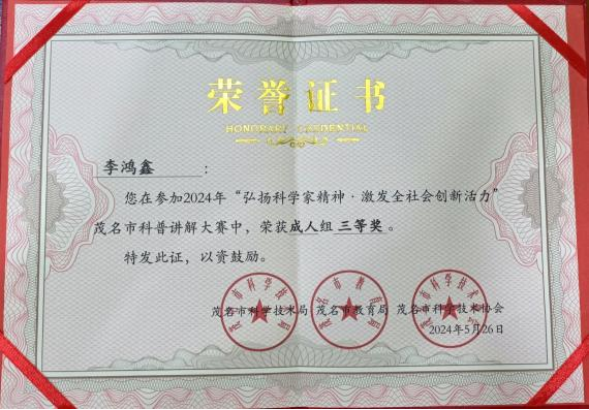 荣誉证书
HONORARY CREDENTIAL
李鸿鑫：
您在参加2024年“弘扬科学家精神·激发全社会创新活力”
茂名市科普讲解大赛中，荣获成人组三等奖。
特发此证，以资鼓励。
茂名市科学技术局 茂名市教育局 茂名市科学技术协会
2024年5月26日